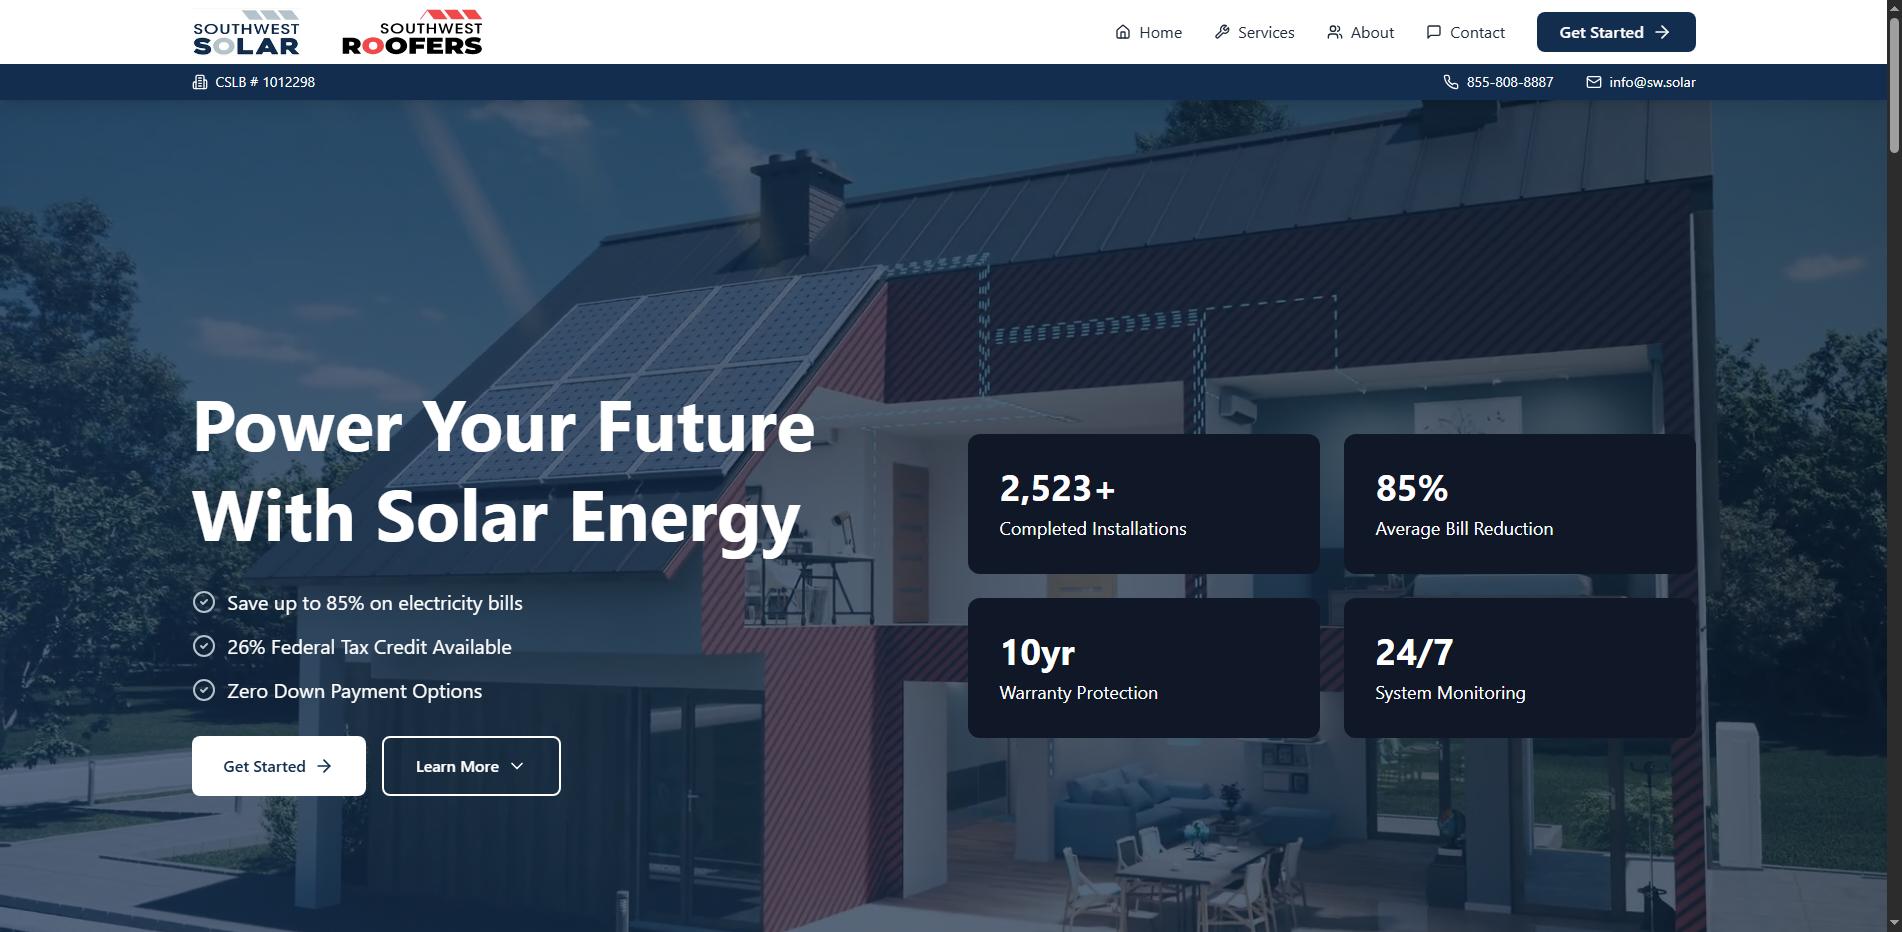 SOUTHWEST
SOLAR
SOUTHWEST
ROOFERS
Home
Services
About
Contact
Get Started
CSLB # 1012298
855-808-8887
info@sw.solar
Power Your Future
With Solar Energy
Save up to 85% on electricity bills
26% Federal Tax Credit Available
Zero Down Payment Options
Get Started
Learn More
2,523+
Completed Installations
85%
Average Bill Reduction
10yr
Warranty Protection
24/7
System Monitoring